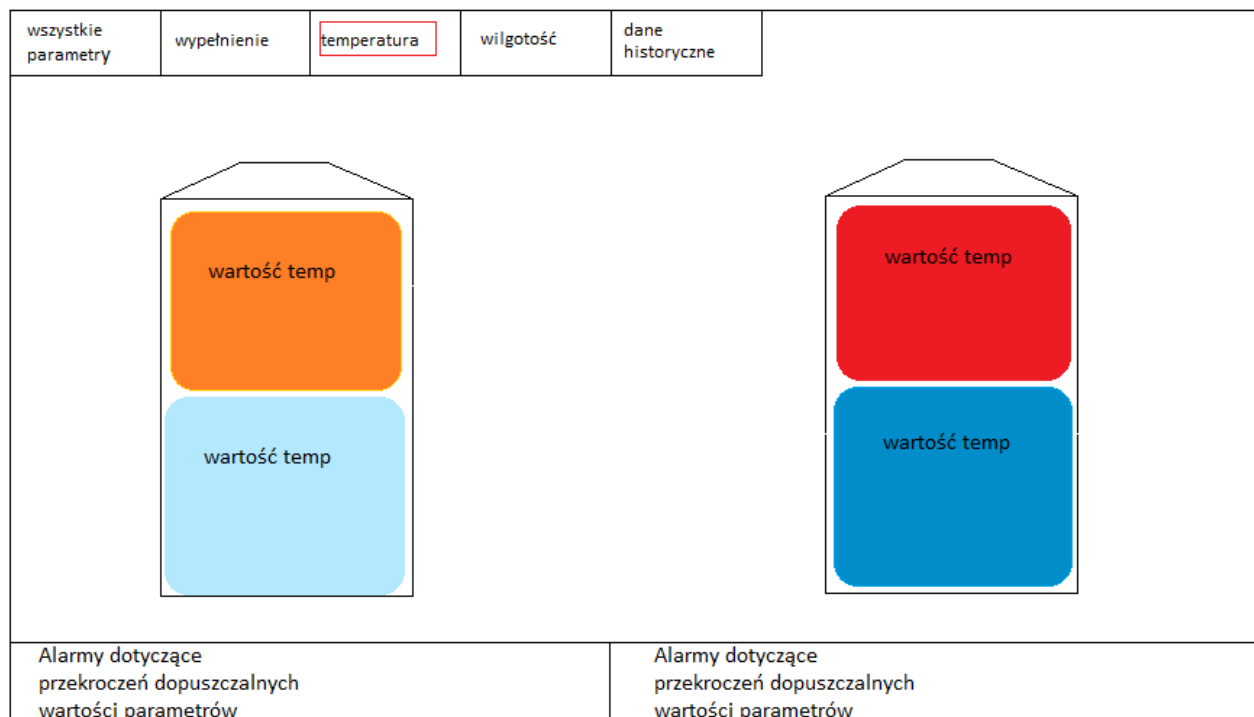 wszystkie
parametry
wypełnienie
temperatura
wilgotość
dane
historyczne
wartość temp
wartość temp
wartość temp
wartość temp
Alarmy dotyczące
przekroczeń dopuszczalnych
wartości parametrów
Alarmy dotyczące
przekroczeń dopuszczalnych
wartości parametrów